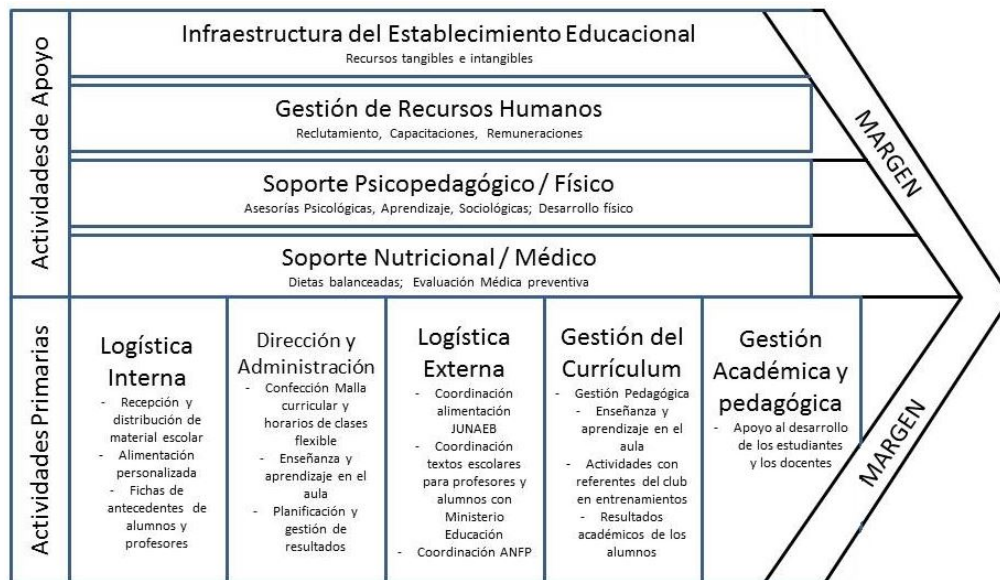 Actividades de Apoyo
Infraestructura del Establecimiento Educacional
Recursos tangibles e intangibles
Gestión de Recursos Humanos
Reclutamiento, Capacitaciones, Remuneraciones
Soporte Psicopedagógico / Físico
Asesorías Psicológicas, Aprendizaje, Sociológicas; Desarrollo físico
Soporte Nutricional / Médico
Dietas balanceadas; Evaluación Médica preventiva
MARGEN
Actividades Primarias
Logística
Interna
- Recepción y
distribución de
material escolar
- Alimentación
personalizada
- Fichas de
antecedentes de
alumnos y
profesores
Dirección y
Administración
- Confección Malla
curricular y
horarios de clases
flexible
- Enseñanza y
aprendizaje en el
aula
- Planificación y
gestión de
resultados
Logística
Externa
- Coordinación
alimentación
JUNAEB
- Coordinación
textos escolares
para profesores y
alumnos con
Ministerio
Educación
- Coordinación ANFP
Gestión del
Currículum
- Gestión Pedagógica
- Enseñanza y
aprendizaje en el
aula
- Actividades con
referentes del club
en entrenamientos
- Resultados
académicos de los
alumnos
Gestión
Académica y
pedagógica
- Apoyo al desarrollo
de los estudiantes
y los docentes
MARGEN